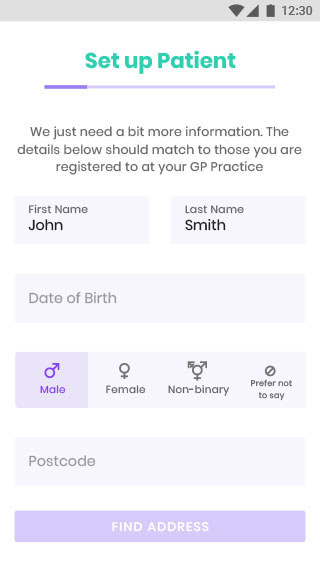 12:30
Set up Patient
We just need a bit more information. The
details below should match to those you are
registered to at your GP Practice
First Name
Last Name
John
Smith
Date of Birth
Male
Female
Non-binary
Prefer not
to say
Postcode
FIND ADDRESS